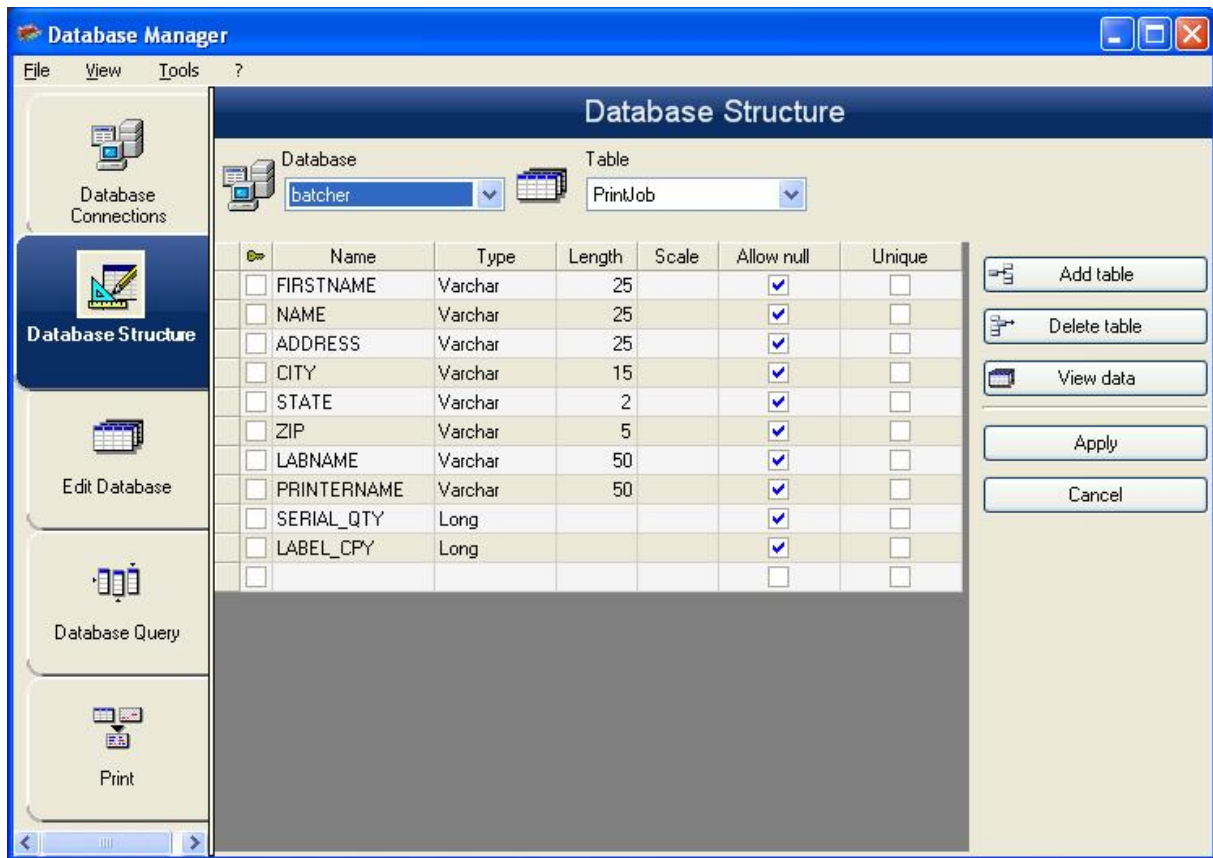 Database Manager
File View Tools ?
Database Structure
Database Connections
Database Structure
Edit Database
Database Query
Print
Database Table
batcher PrintJob
Name Type Length Scale Allow null Unique
FIRSTNAME Varchar 25
NAME Varchar 25
ADDRESS Varchar 25
CITY Varchar 15
STATE Varchar 2
ZIP Varchar 5
LABNAME Varchar 50
PRINTERNAME Varchar 50
SERIAL_QTY Long
LABEL_CPY Long
Add table
Delete table
View data
Apply
Cancel